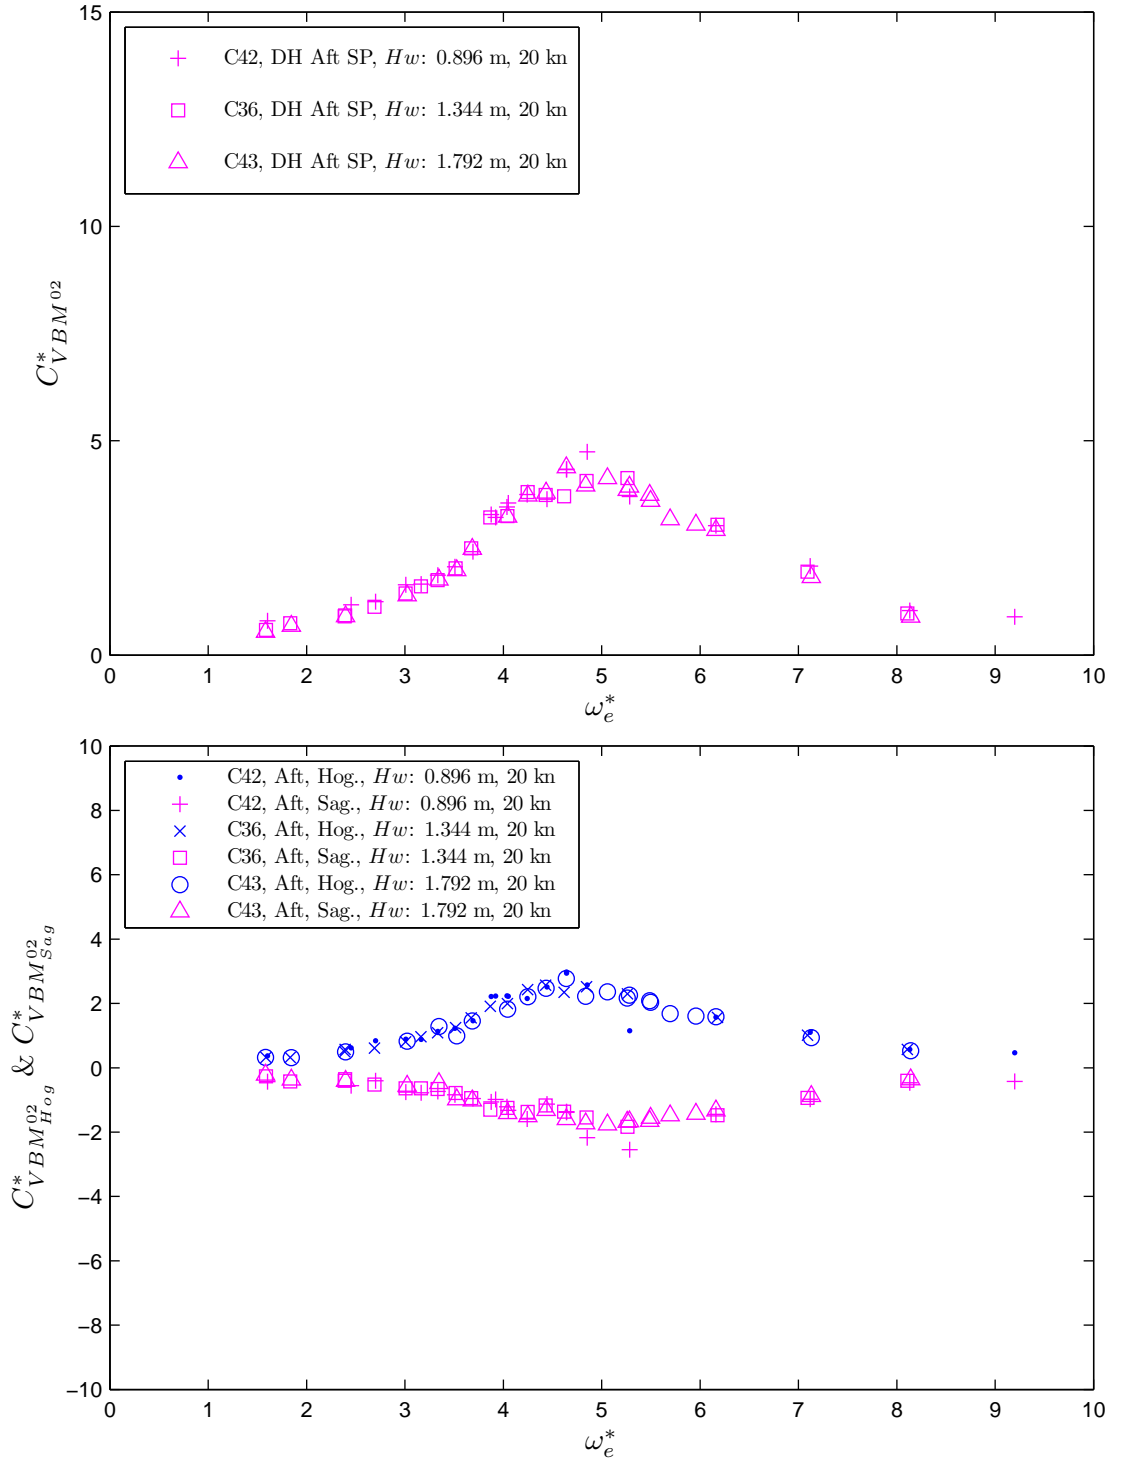 15
10
5
0
C42, DH Aft SP, Hw: 0.896 m, 20 kn
C36, DH Aft SP, Hw: 1.344 m, 20 kn
C43, DH Aft SP, Hw: 1.792 m, 20 kn
C*VBM02
0 1 2 3 4 5 6 7 8 9 10
ω*e
10
8
6
4
2
0
−2
−4
−6
−8
−10
C42, Aft, Hog., Hw: 0.896 m, 20 kn
C42, Aft, Sag., Hw: 0.896 m, 20 kn
C36, Aft, Hog., Hw: 1.344 m, 20 kn
C36, Aft, Sag., Hw: 1.344 m, 20 kn
C43, Aft, Hog., Hw: 1.792 m, 20 kn
C43, Aft, Sag., Hw: 1.792 m, 20 kn
C*VBM02Hog & C*VBM02Sag
0 1 2 3 4 5 6 7 8 9 10
ω*e